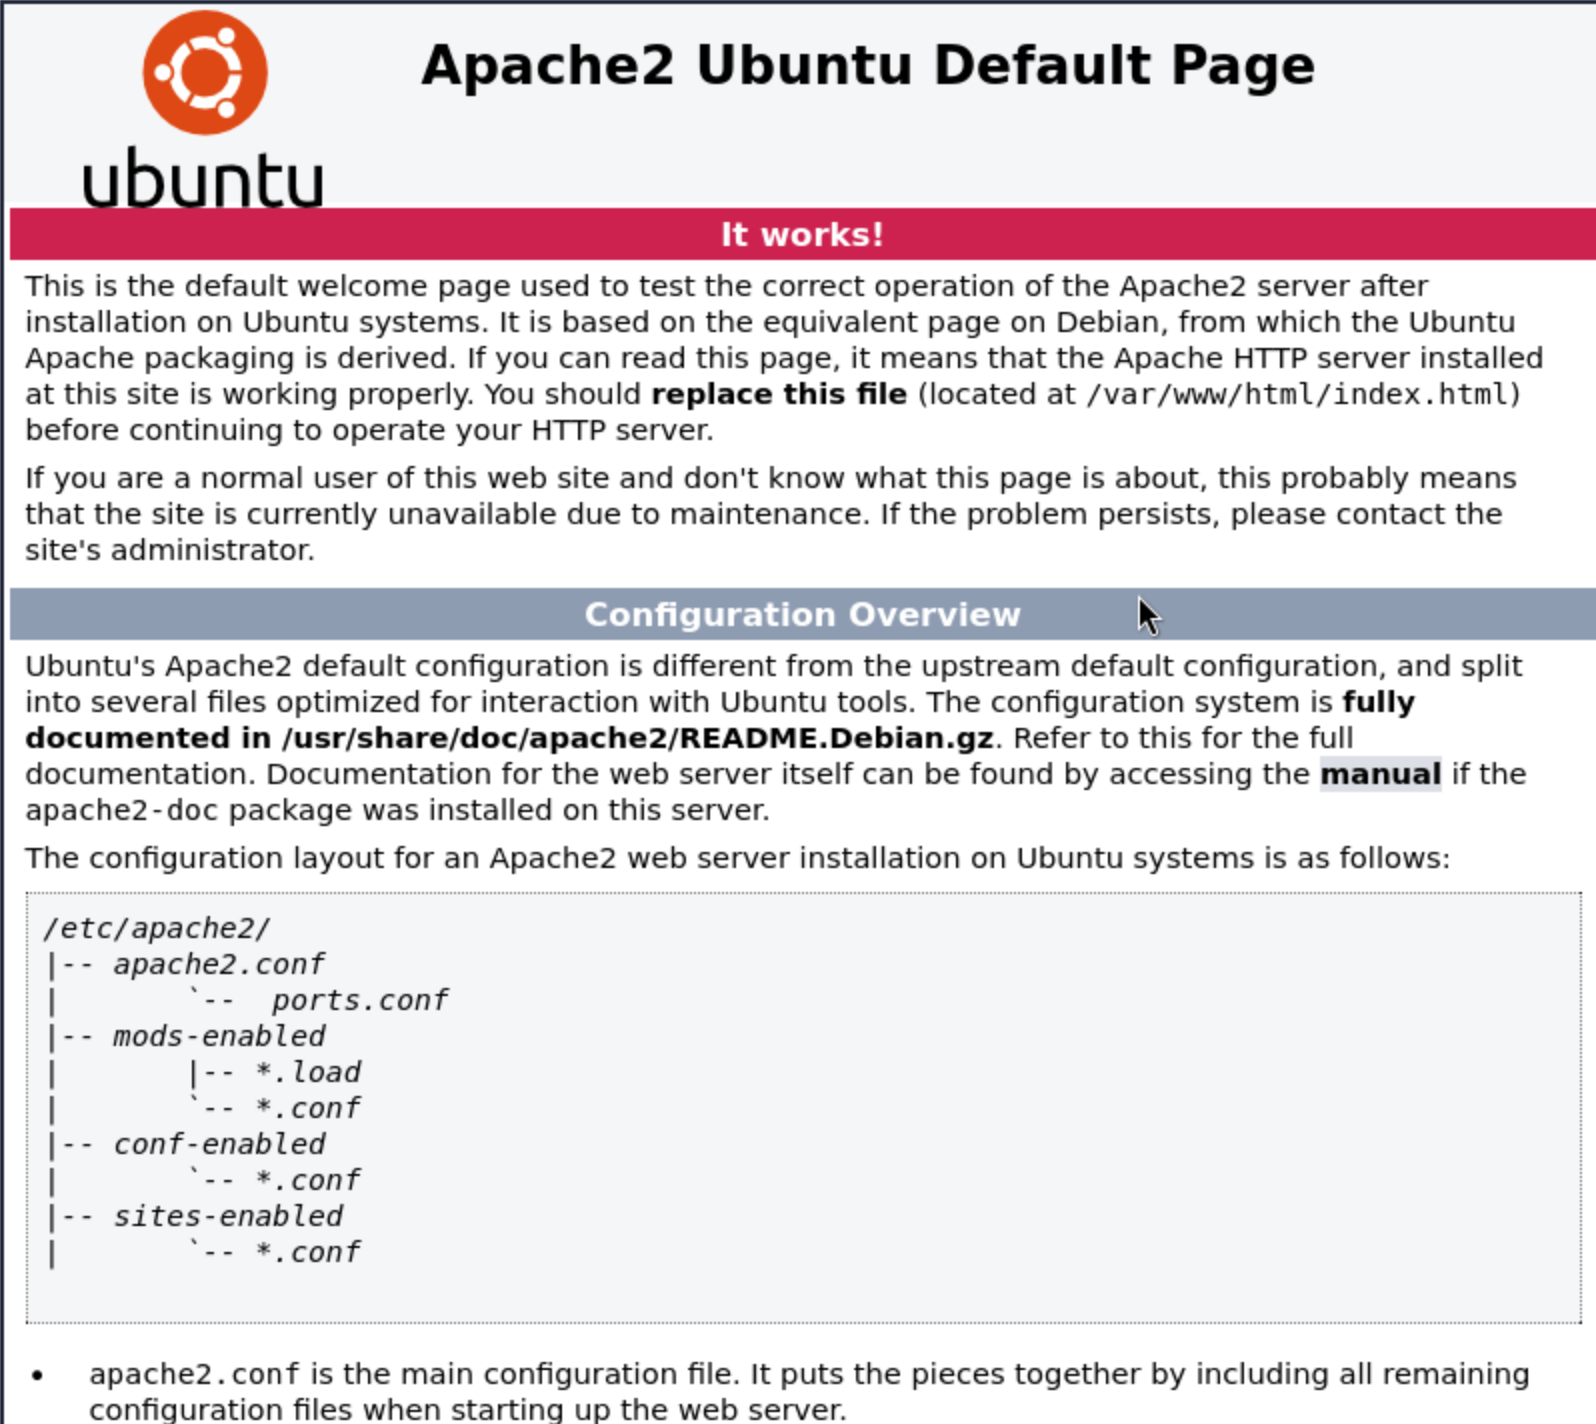 ubuntu
Apache2 Ubuntu Default Page
It works!
This is the default welcome page used to test the correct operation of the Apache2 server after
installation on Ubuntu systems. It is based on the equivalent page on Debian, from which the Ubuntu
Apache packaging is derived. If you can read this page, it means that the Apache HTTP server installed
at this site is working properly. You should replace this file (located at /var/www/html/index.html)
before continuing to operate your HTTP server.
If you are a normal user of this web site and don't know what this page is about, this probably means
that the site is currently unavailable due to maintenance. If the problem persists, please contact the
site's administrator.
Configuration Overview
Ubuntu's Apache2 default configuration is different from the upstream default configuration, and split
into several files optimized for interaction with Ubuntu tools. The configuration system is fully
documented in /usr/share/doc/apache2/README.Debian.gz. Refer to this for the full
documentation. Documentation for the web server itself can be found by accessing the manual if the
apache2-doc package was installed on this server.
The configuration layout for an Apache2 web server installation on Ubuntu systems is as follows:
/etc/apache2/
|-- apache2.conf
|       `--  ports.conf
|-- mods-enabled
|       |-- *.load
|       `-- *.conf
|-- conf-enabled
|       `-- *.conf
|-- sites-enabled
|       `-- *.conf
• apache2.conf is the main configuration file. It puts the pieces together by including all remaining
configuration files when starting up the web server.